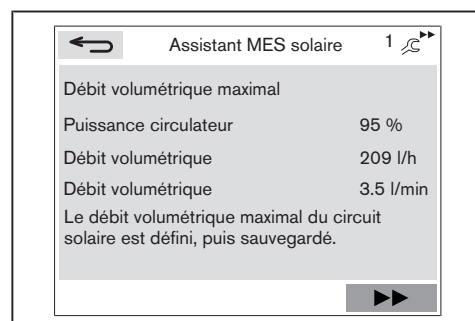 Assistant MES solaire 1
Débit volumétrique maximal
Puissance circulateur 95 %
Débit volumétrique 209 l/h
Débit volumétrique 3.5 l/min
Le débit volumétrique maximal du circuit
solaire est défini, puis sauvegardé.